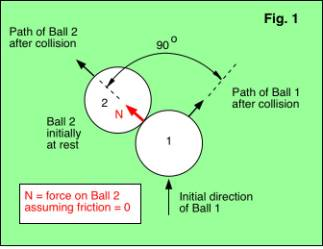 Fig. 1
Path of Ball 2
after collision
90°
Path of Ball 1
after collision
2
N
Ball 2
initially
at rest
1
N = force on Ball 2
assuming friction = 0
Initial direction
of Ball 1